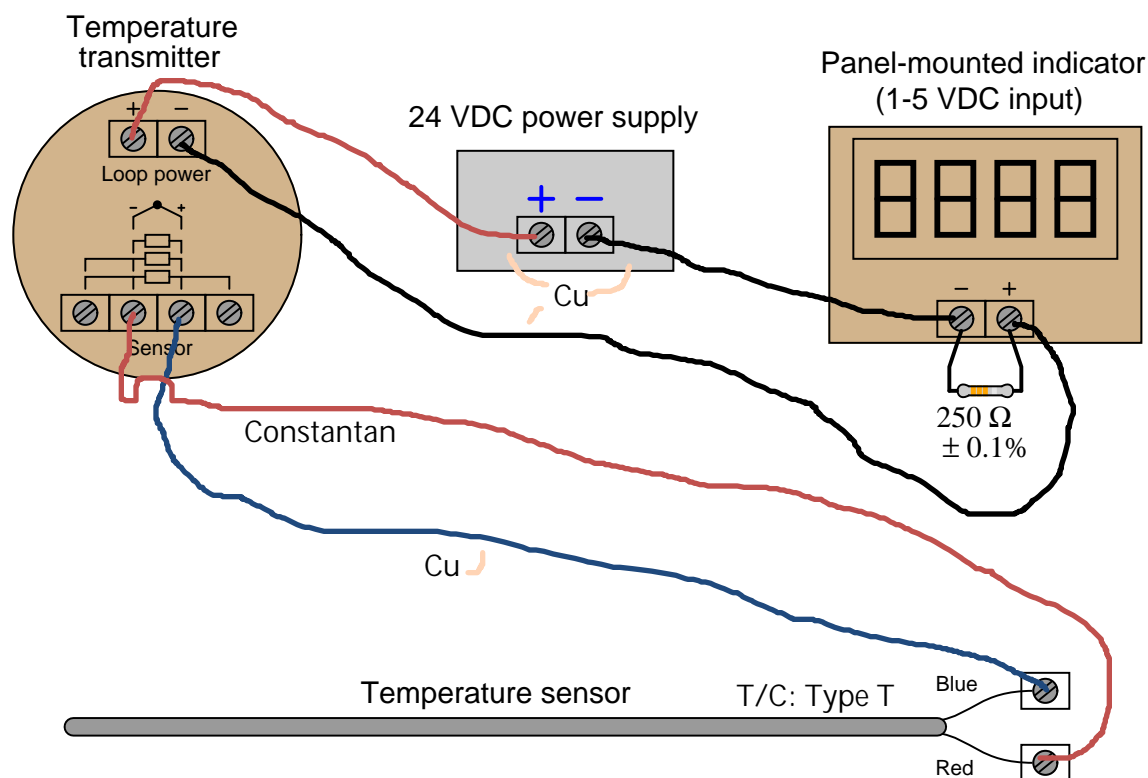 Temperature
transmitter
+ −
Loop power
− +
Sensor
24 VDC power supply
+ −
Cu
Panel-mounted indicator
(1-5 VDC input)
8888
− +
250 Ω
± 0.1%
Constantan
Cu
Temperature sensor
T/C: Type T
Blue
Red